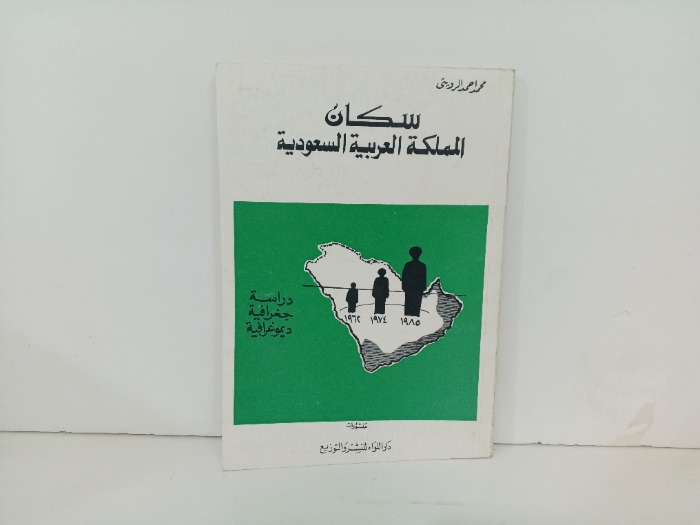 محمد احمد الرويثي
سكان
المملكة العربية السعودية
دراسة
جغرافية
ديموغرافية
١٩٦٢ ١٩٧٤ ١٩٨٥
منشورات
دار اللواء للنشر والتوزيع